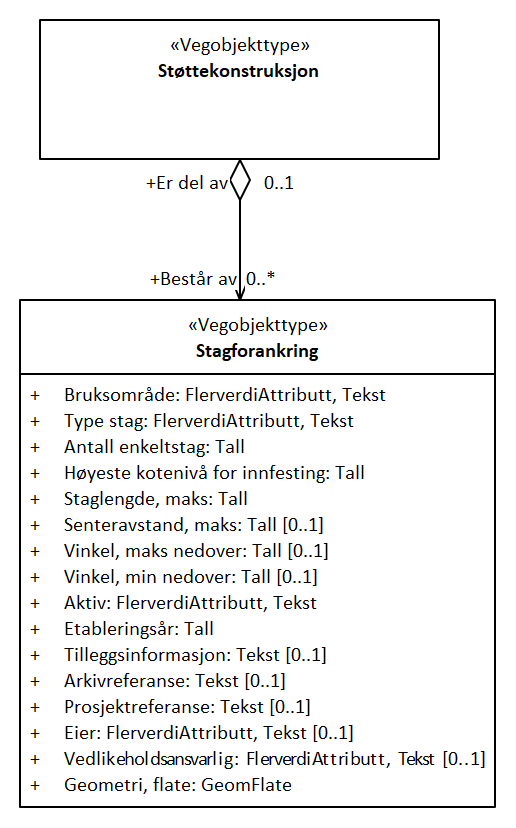 «Vegobjekttype»
Støttekonstruksjon
+Er del av 0..1
+Består av 0..*
«Vegobjekttype»
Stagforankring
+ Bruksområde: FlerverdiAttributt, Tekst
+ Type stag: FlerverdiAttributt, Tekst
+ Antall enkeltstag: Tall
+ Høyeste kotenivå for innfesting: Tall
+ Staglengde, maks: Tall
+ Senteravstand, maks: Tall [0..1]
+ Vinkel, maks nedover: Tall [0..1]
+ Vinkel, min nedover: Tall [0..1]
+ Aktiv: FlerverdiAttributt, Tekst
+ Etableringsår: Tall
+ Tilleggsinformasjon: Tekst [0..1]
+ Arkivreferanse: Tekst [0..1]
+ Prosjektreferanse: Tekst [0..1]
+ Eier: FlerverdiAttributt, Tekst [0..1]
+ Vedlikeholdsansvarlig: FlerverdiAttributt, Tekst [0..1]
+ Geometri, flate: GeomFlate